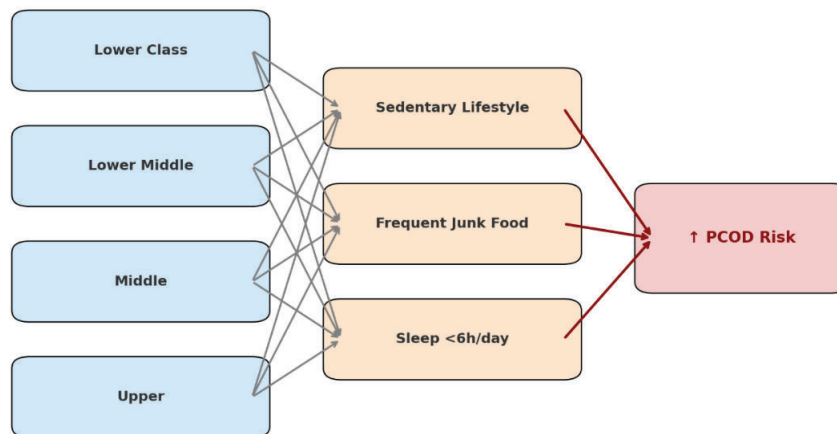 Lower Class
Lower Middle
Middle
Upper
Sedentary Lifestyle
Frequent Junk Food
Sleep <6h/day
↑ PCOD Risk